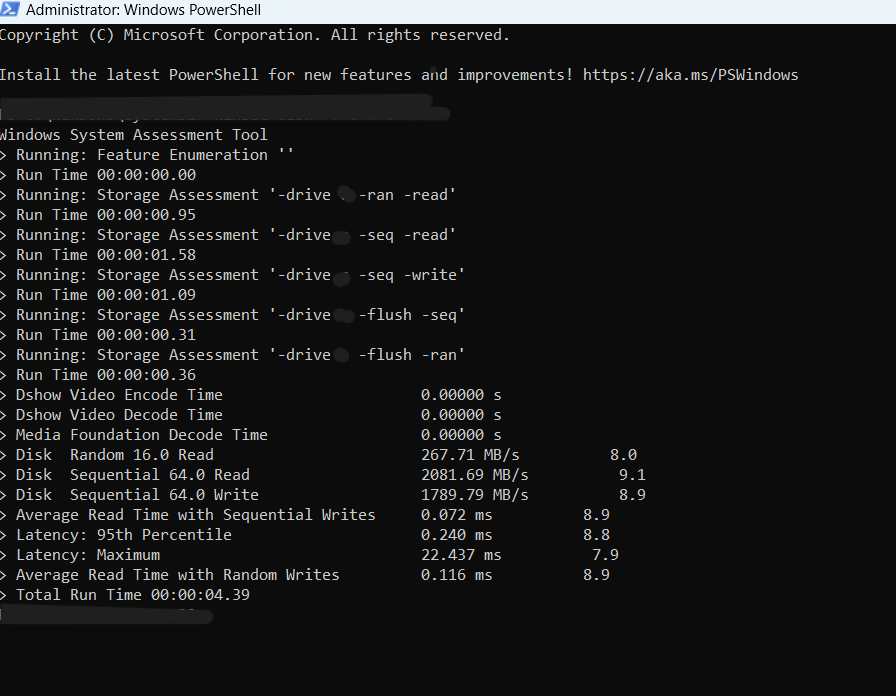 Administrator: Windows PowerShell
Copyright (C) Microsoft Corporation. All rights reserved.
Install the latest PowerShell for new features and improvements! https://aka.ms/PSWindows
Windows System Assessment Tool
> Running: Feature Enumeration ''
> Run Time 00:00:00.00
> Running: Storage Assessment '-drive -ran -read'
> Run Time 00:00:00.95
> Running: Storage Assessment '-drive -seq -read'
> Run Time 00:00:01.58
> Running: Storage Assessment '-drive -seq -write'
> Run Time 00:00:01.09
> Running: Storage Assessment '-drive -flush -seq'
> Run Time 00:00:00.31
> Running: Storage Assessment '-drive -flush -ran'
> Run Time 00:00:00.36
> Dshow Video Encode Time 0.00000 s
> Dshow Video Decode Time 0.00000 s
> Media Foundation Decode Time 0.00000 s
> Disk Random 16.0 Read 267.71 MB/s 8.0
> Disk Sequential 64.0 Read 2081.69 MB/s 9.1
> Disk Sequential 64.0 Write 1789.79 MB/s 8.9
> Average Read Time with Sequential Writes 0.072 ms 8.9
> Latency: 95th Percentile 0.240 ms 8.8
> Latency: Maximum 22.437 ms 7.9
> Average Read Time with Random Writes 0.116 ms 8.9
> Total Run Time 00:00:04.39